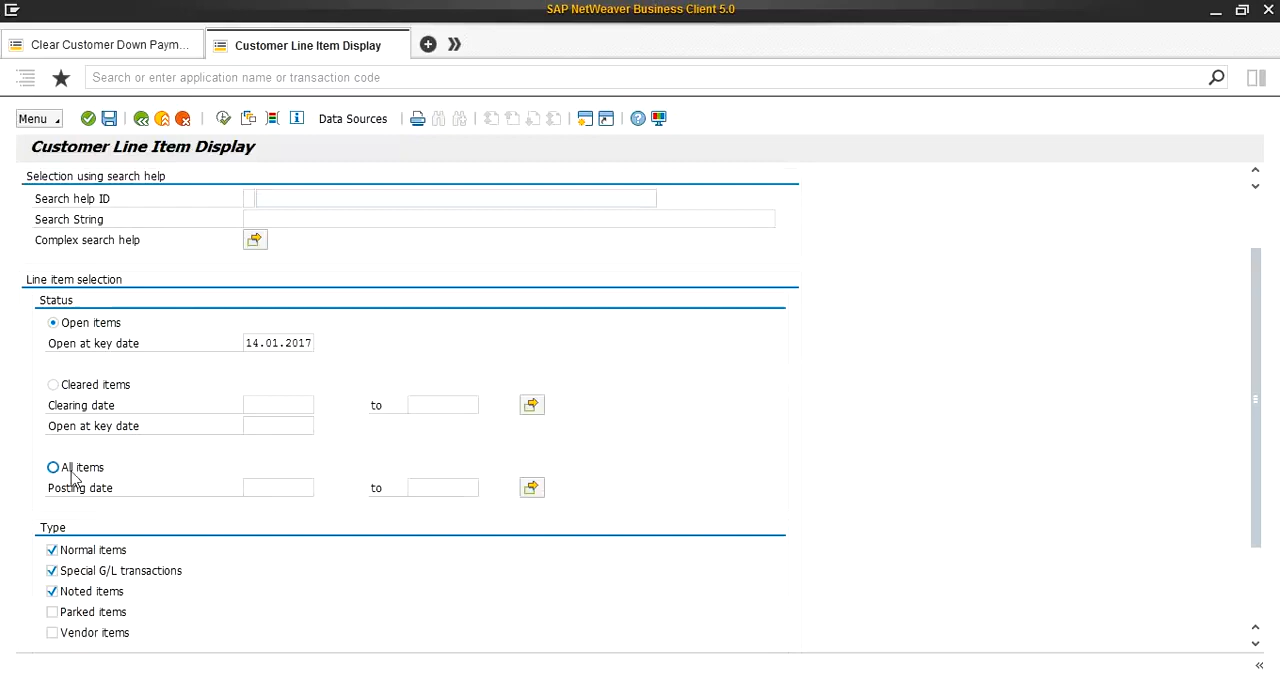 SAP NetWeaver Business Client 5.0
Clear Customer Down Paym...
Customer Line Item Display
Search or enter application name or transaction code
Menu
Data Sources
Customer Line Item Display
Selection using search help
Search help ID
Search String
Complex search help
Line item selection
Status
Open items
Open at key date 14.01.2017
Cleared items
Clearing date to
Open at key date
All items
Posting date to
Type
Normal items
Special G/L transactions
Noted items
Parked items
Vendor items